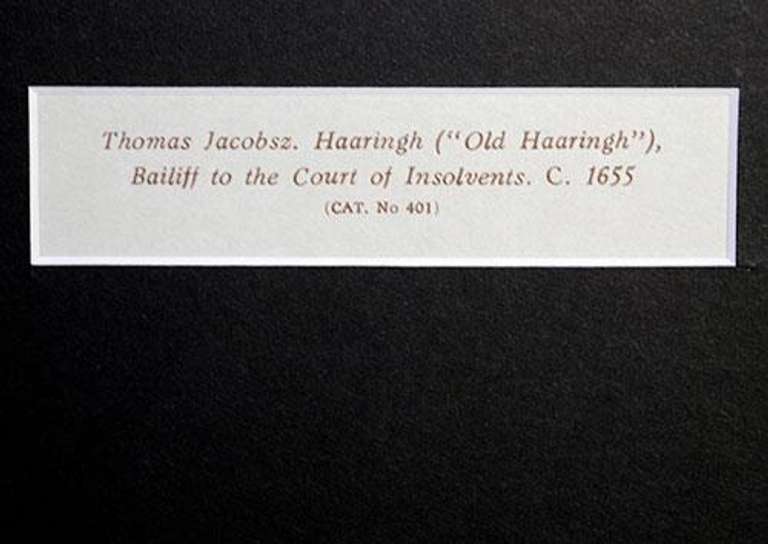 Thomas Jacobsz. Haaringh (“Old Haaringh”),
Bailiff to the Court of Insolvents. C. 1655
(CAT. No 401)